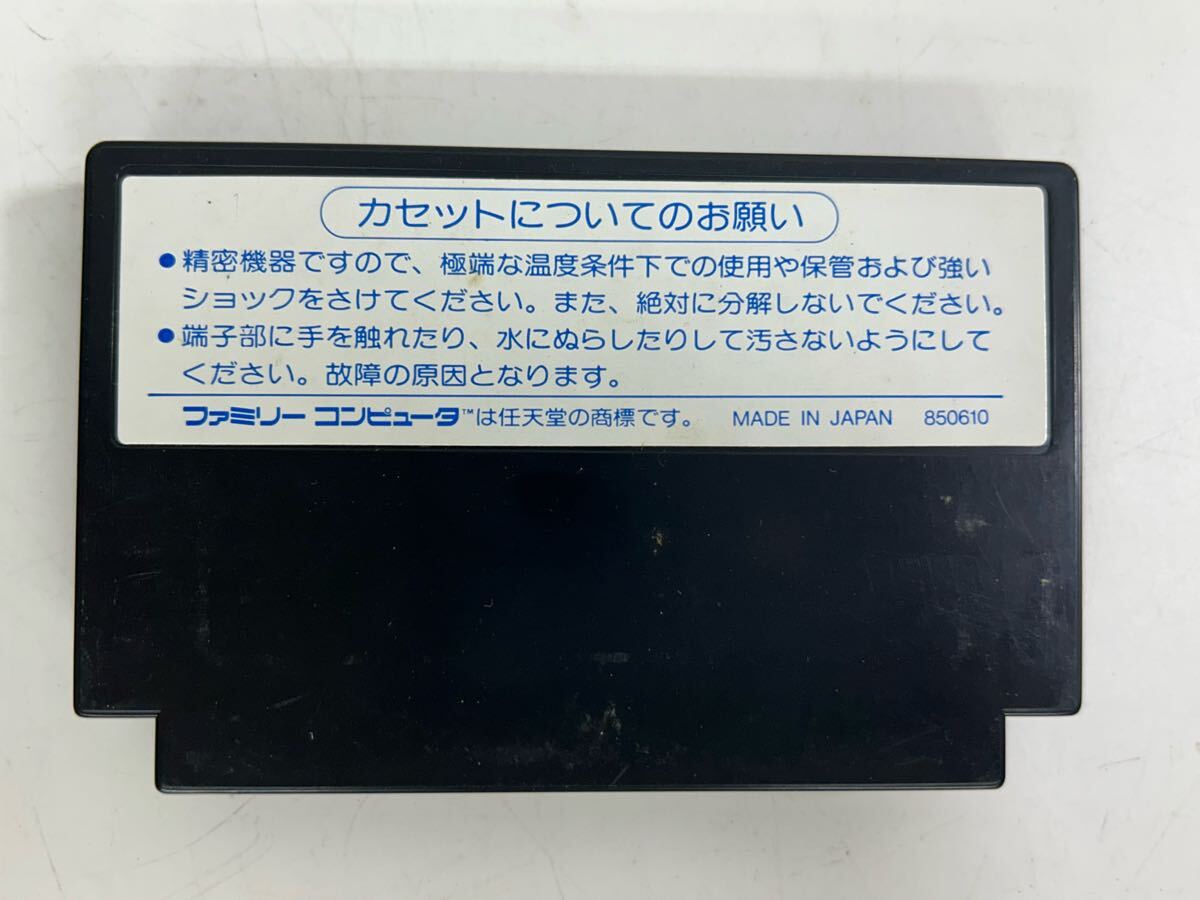 カセットについてのお願い
●精密機器ですので、極端な温度条件下での使用や保管および強い
ショックをさけてください。また、絶対に分解しないでください。
●端子部に手を触れたり、水にぬらしたりして汚さないようにして
ください。故障の原因となります。
ファミリー コンピュータ™は任天堂の商標です。 MADE IN JAPAN 850610